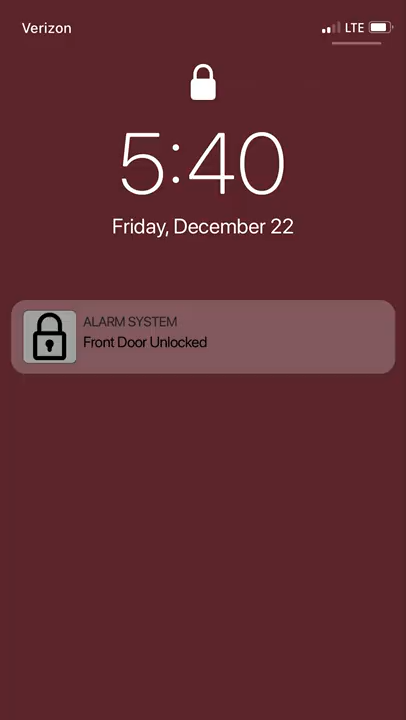 Verizon LTE
5:40
Friday, December 22
ALARM SYSTEM
Front Door Unlocked